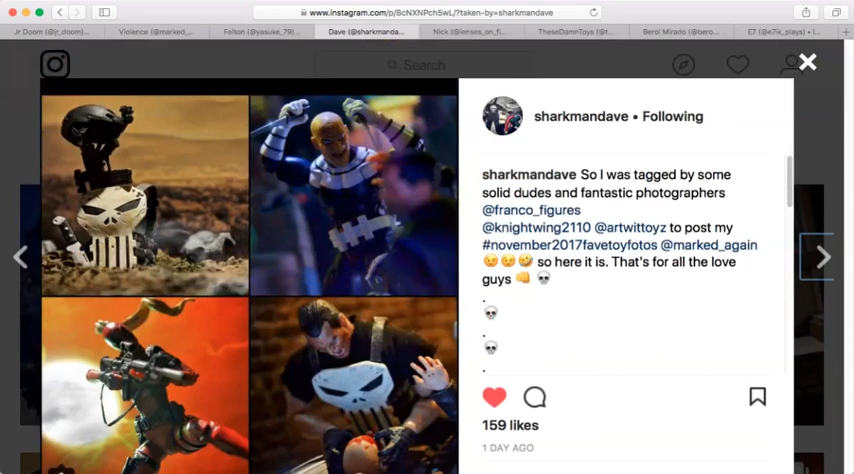 www.instagram.com/p/BcNXNPch5wL/?taken-by=sharkmandave
Jr Doom (@jr_doom)...
Violence (@marked_...
Felton (@yasuke_79)...
Dave (@sharkmanda...
Nick (@lenses_on_fi...
TheseDamnToys (@t...
Berol Mirado (@bero...
E7 (@e7ik_plays) • I...
Search
sharkmandave • Following
sharkmandave So I was tagged by some
solid dudes and fantastic photographers
@franco_figures
@knightwing2110 @artwittoyz to post my
#november2017favetoyfotos @marked_again
😉😉🤣 so here it is. That's for all the love
guys 👊 💀
.
💀
.
💀
.
159 likes
1 DAY AGO